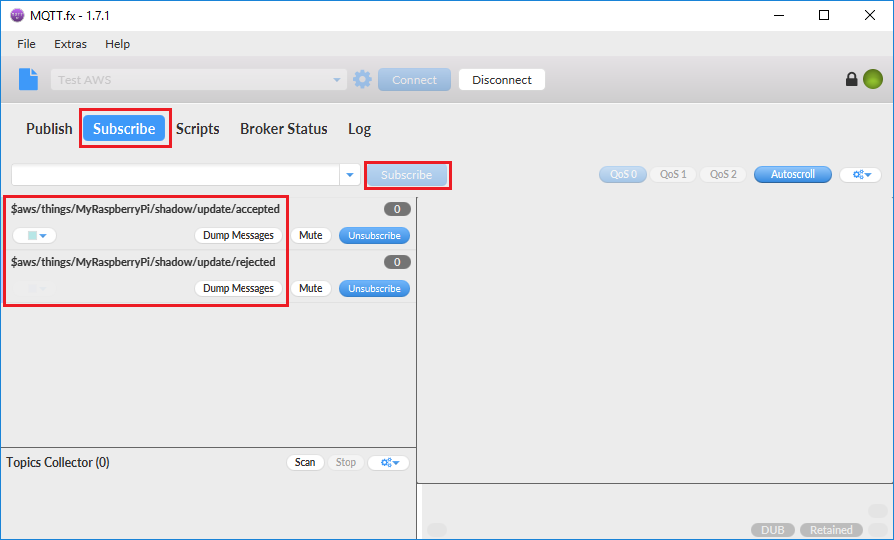 MQTT.fx - 1.7.1
File Extras Help
Test AWS Connect Disconnect
Publish Subscribe Scripts Broker Status Log
Subscribe QoS 0 QoS 1 QoS 2 Autoscroll
$aws/things/MyRaspberryPi/shadow/update/accepted 0
Dump Messages Mute Unsubscribe
$aws/things/MyRaspberryPi/shadow/update/rejected 0
Dump Messages Mute Unsubscribe
Topics Collector (0) Scan Stop
DUB Retained